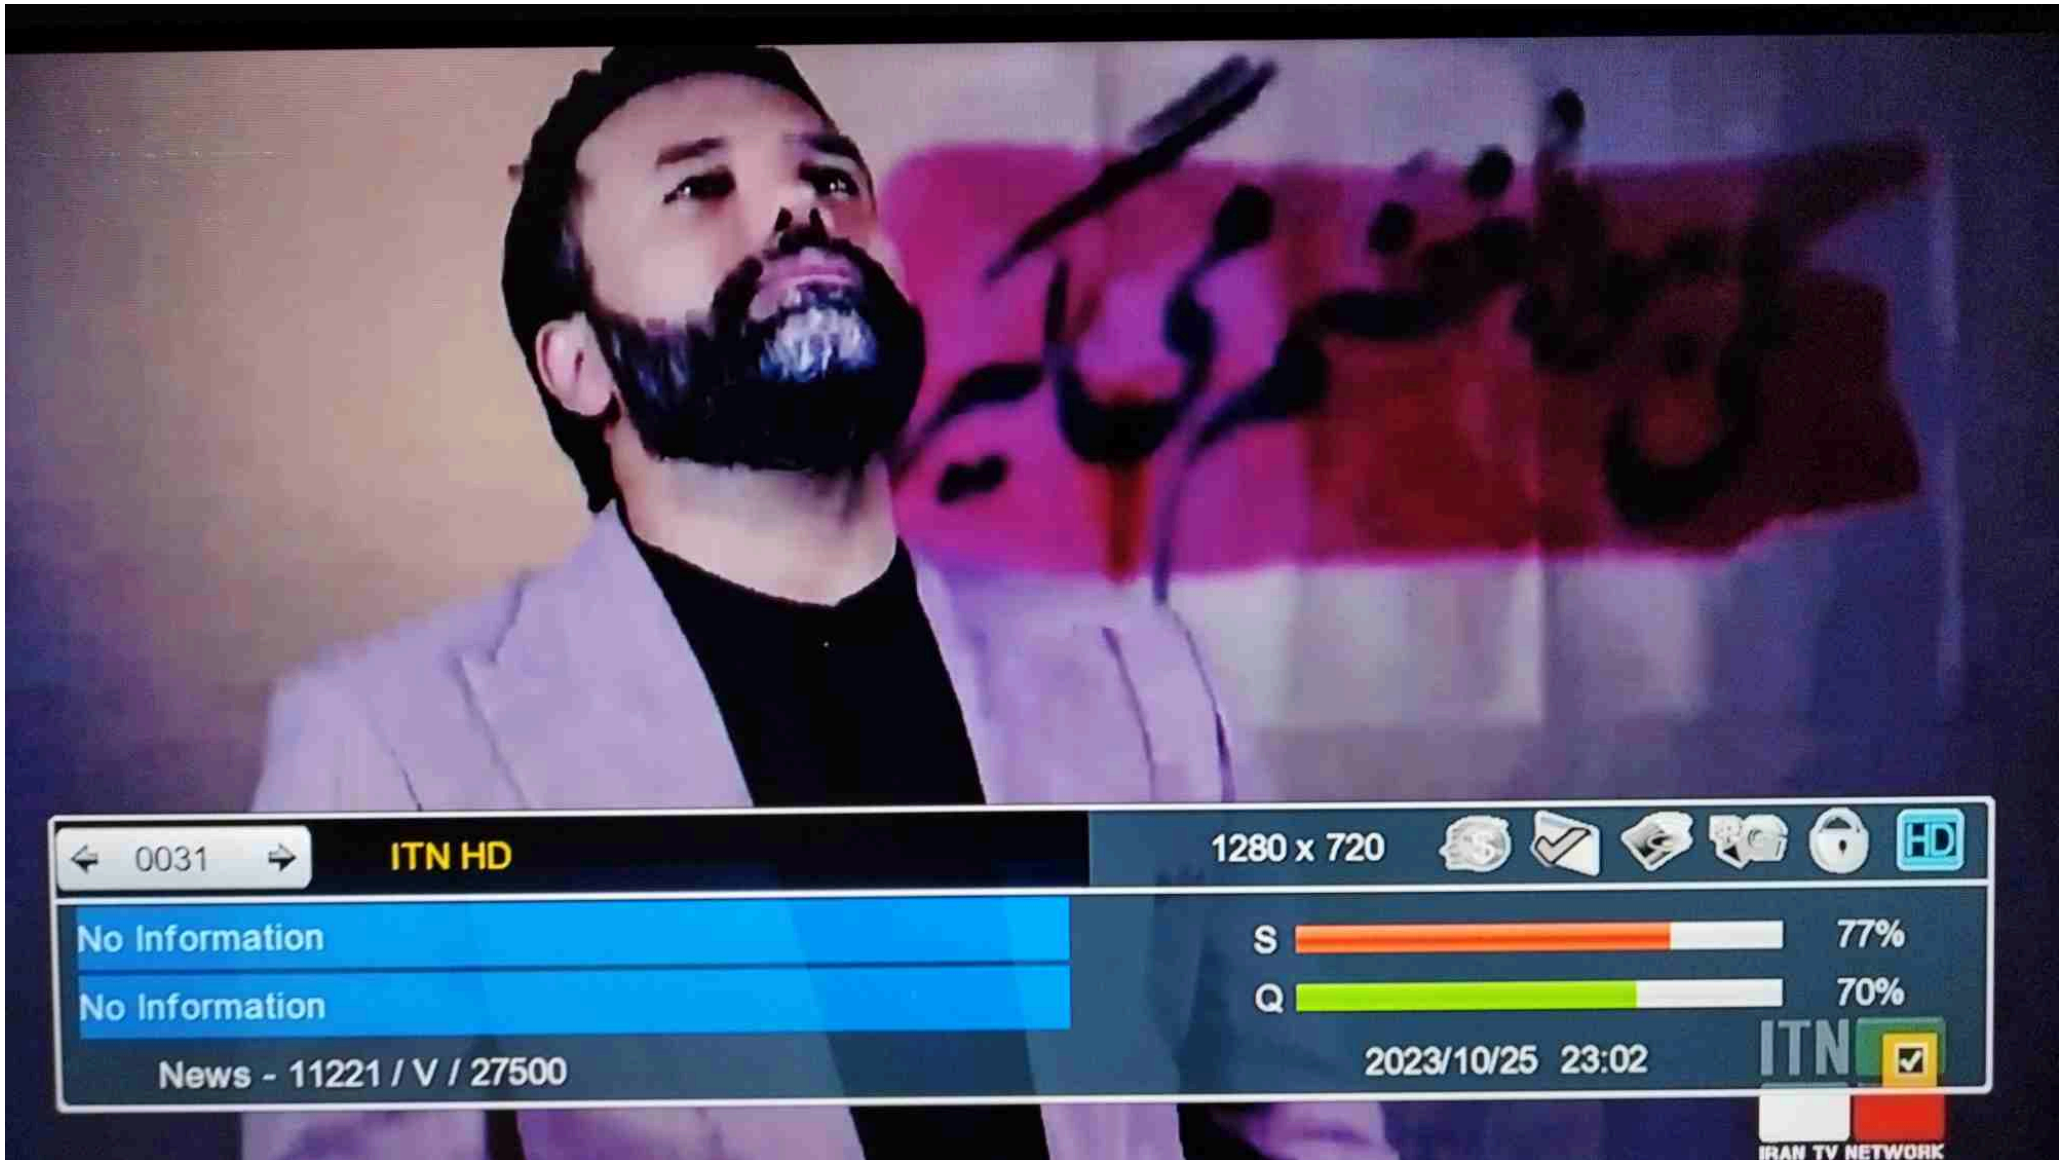 0031
ITN HD
1280 x 720
HD
No Information
S 77%
No Information
Q 70%
News - 11221 / V / 27500
2023/10/25 23:02
ITN
IRAN TV NETWORK